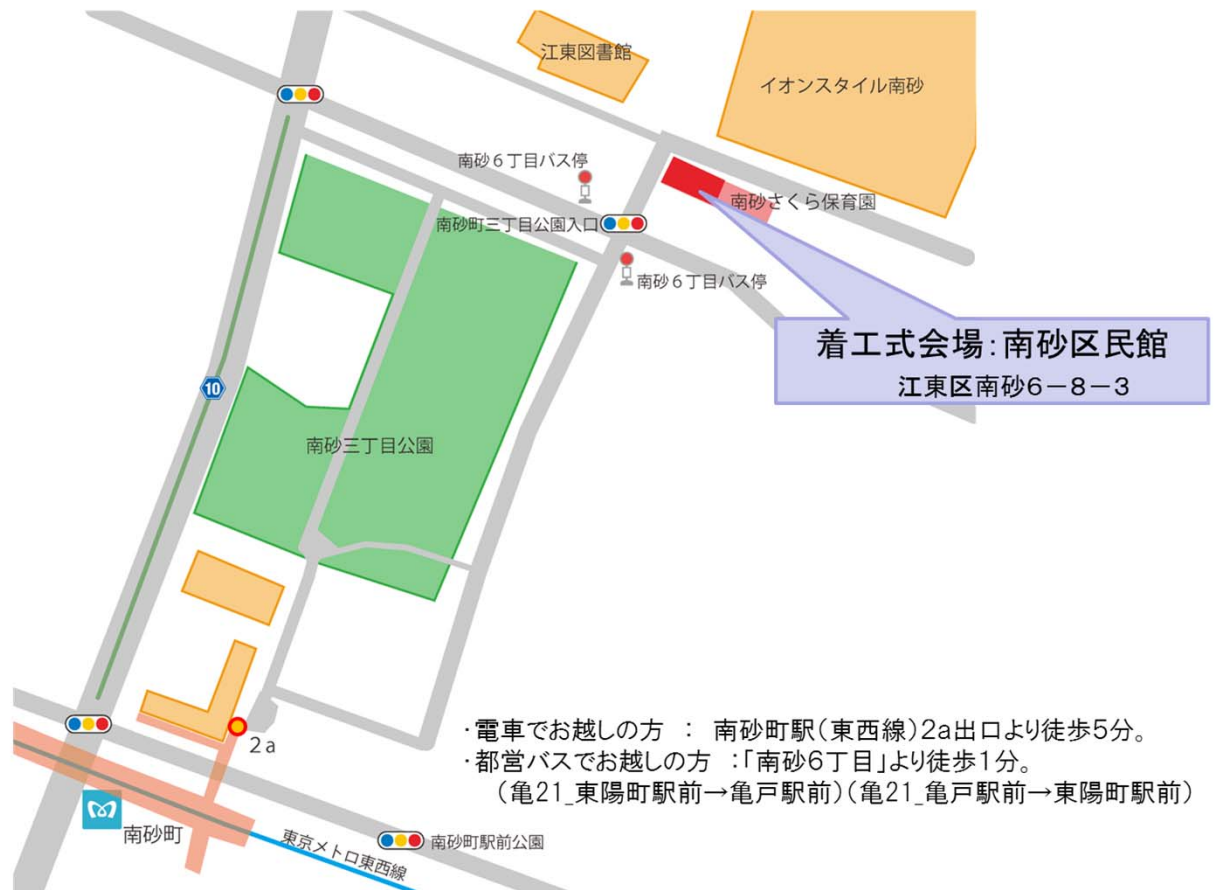 江東図書館
イオンスタイル南砂
南砂６丁目バス停
南砂さくら保育園
南砂町三丁目公園入口
南砂６丁目バス停
着工式会場：南砂区民館
江東区南砂６－８－３
10
南砂三丁目公園
2a
・電車でお越しの方　：　南砂町駅（東西線）2a出口より徒歩5分。
・都営バスでお越しの方　：「南砂6丁目」より徒歩1分。
（亀21_東陽町駅前→亀戸駅前）（亀21_亀戸駅前→東陽町駅前）
南砂町
東京メトロ東西線
南砂町駅前公園